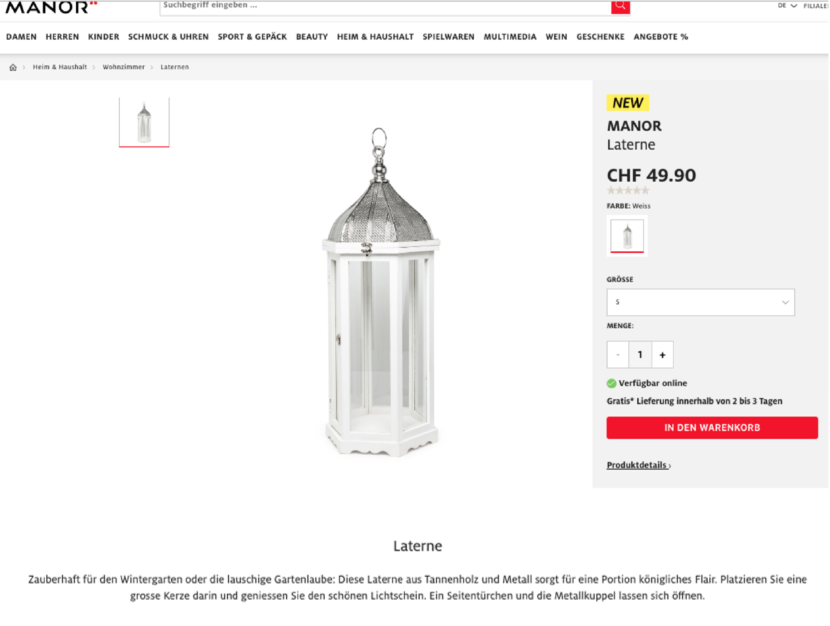 MANOR
Suchbegriff eingeben ...
DE
FILIALE
DAMEN HERREN KINDER SCHMUCK & UHREN SPORT & GEPÄCK BEAUTY HEIM & HAUSHALT SPIELWAREN MULTIMEDIA WEIN GESCHENKE ANGEBOTE %
Heim & Haushalt > Wohnzimmer > Laternen
NEW
MANOR
Laterne
CHF 49.90
FARBE: Weiss
GRÖSSE
S
MENGE:
- 1 +
Verfügbar online
Gratis* Lieferung innerhalb von 2 bis 3 Tagen
IN DEN WARENKORB
Produktdetails ›
Laterne
Zauberhaft für den Wintergarten oder die lauschige Gartenlaube: Diese Laterne aus Tannenholz und Metall sorgt für eine Portion königliches Flair. Platzieren Sie eine
grosse Kerze darin und geniessen Sie den schönen Lichtschein. Ein Seitentürchen und die Metallkuppel lassen sich öffnen.